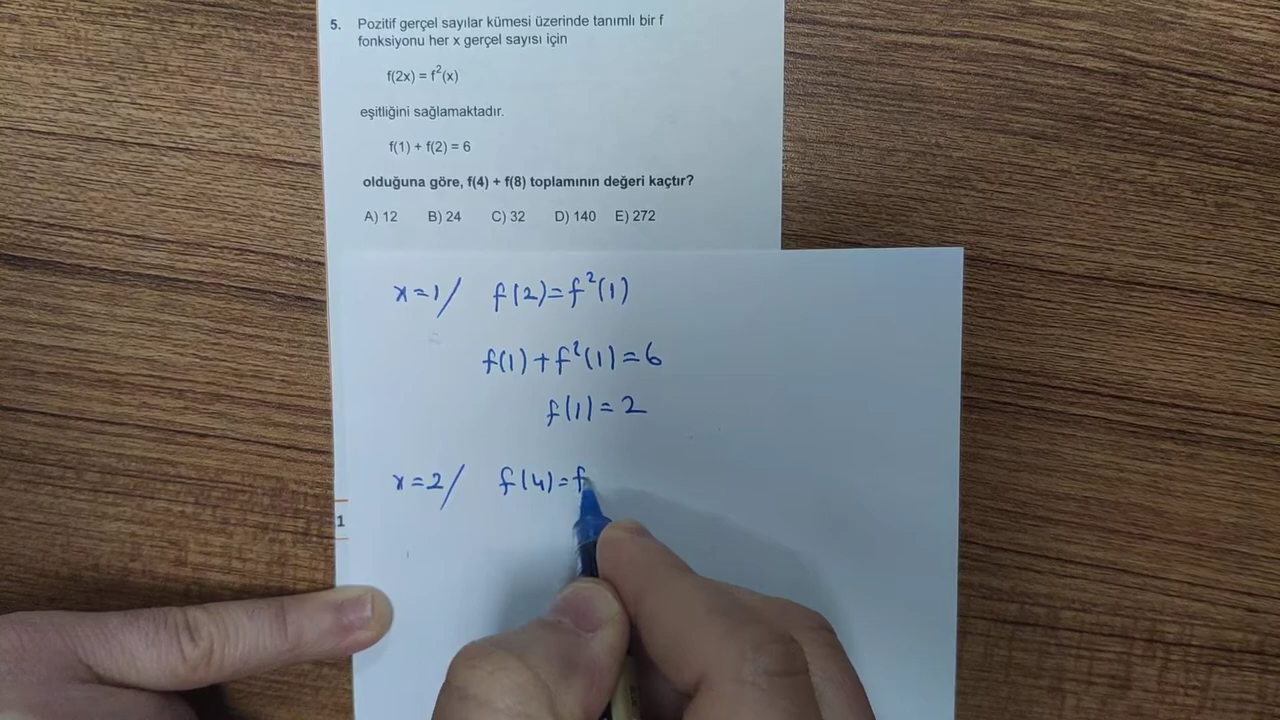 5. Pozitif gerçel sayılar kümesi üzerinde tanımlı bir f
fonksiyonu her x gerçel sayısı için
f(2x) = f²(x)
eşitliğini sağlamaktadır.
f(1) + f(2) = 6
olduğuna göre, f(4) + f(8) toplamının değeri kaçtır?
A) 12 B) 24 C) 32 D) 140 E) 272
x=1/ f(2)=f²(1)
f(1)+f²(1)=6
f(1)=2
x=2/ f(4)=f
1